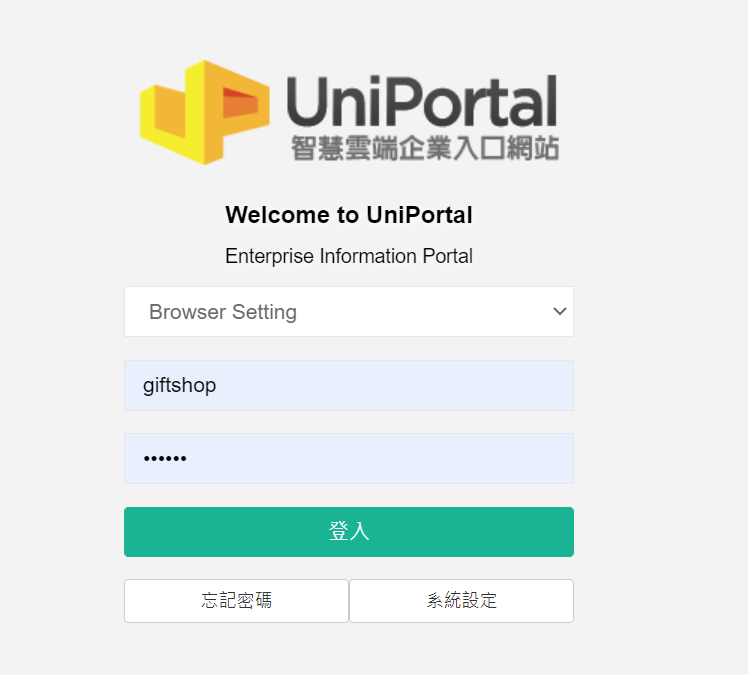 UniPortal
智慧雲端企業入口網站
Welcome to UniPortal
Enterprise Information Portal
Browser Setting
giftshop
••••••
登入
忘記密碼
系統設定